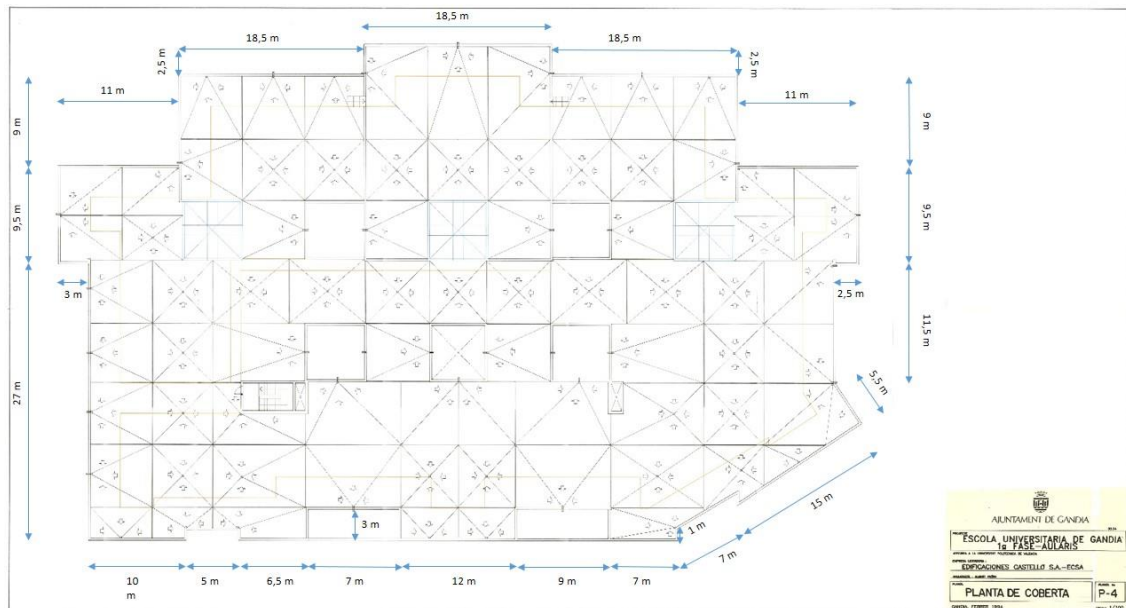 18,5 m
18,5 m
18,5 m
2,5 m
2,5 m
11 m
11 m
9 m
9 m
9,5 m
9,5 m
3 m
2,5 m
11,5 m
27 m
5,5 m
15 m
3 m
1 m
7 m
10 m
5 m
6,5 m
7 m
12 m
9 m
7 m
AJUNTAMENT DE GANDIA
ESCOLA UNIVERSITARIA DE GANDIA
1a FASE-AULARIS
EDIFICACIONES CASTELLÓ S.A.-ECSA
PLANTA DE COBERTA
P-4